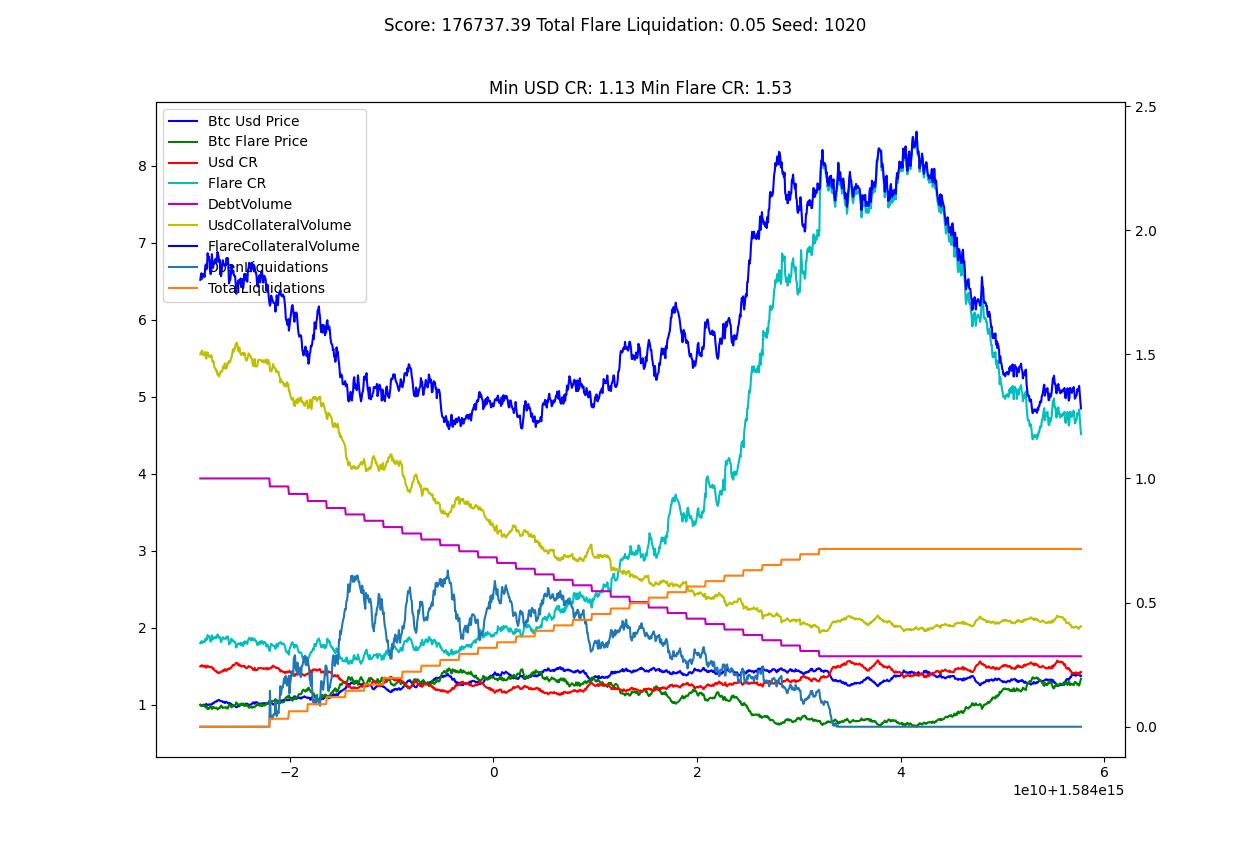 Score: 176737.39 Total Flare Liquidation: 0.05 Seed: 1020
Min USD CR: 1.13 Min Flare CR: 1.53
Btc Usd Price
Btc Flare Price
Usd CR
Flare CR
DebtVolume
UsdCollateralVolume
FlareCollateralVolume
OpenLiquidations
TotalLiquidations
8
7
6
5
4
3
2
1
2.5
2.0
1.5
1.0
0.5
0.0
−2
0
2
4
6
1e10+1.584e15